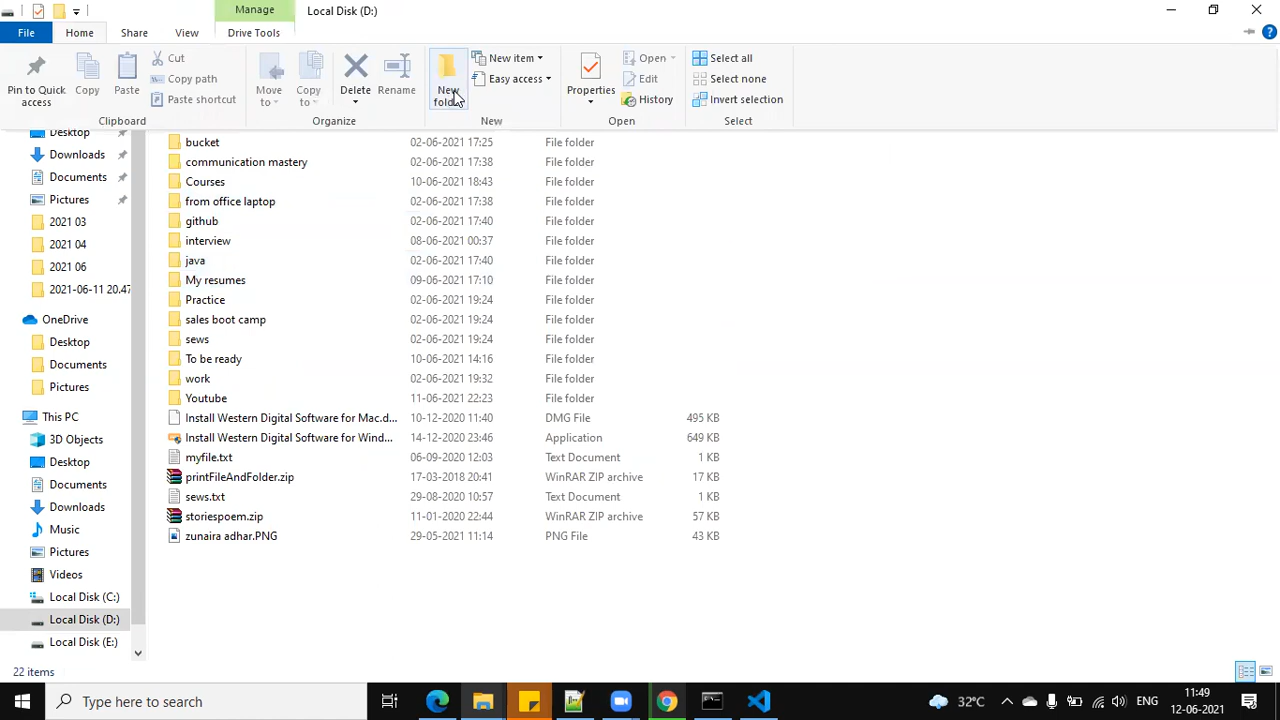 Manage
Local Disk (D:)
File
Home
Share
View
Drive Tools
Pin to Quick access
Copy
Paste
Cut
Copy path
Paste shortcut
Clipboard
Move to
Copy to
Delete
Rename
Organize
New folder
New item
Easy access
New
Properties
Open
Edit
History
Open
Select all
Select none
Invert selection
Select
Desktop
Downloads
Documents
Pictures
2021 03
2021 04
2021 06
2021-06-11 20.47
OneDrive
Desktop
Documents
Pictures
This PC
3D Objects
Desktop
Documents
Downloads
Music
Pictures
Videos
Local Disk (C:)
Local Disk (D:)
Local Disk (E:)
bucket 02-06-2021 17:25 File folder
communication mastery 02-06-2021 17:38 File folder
Courses 10-06-2021 18:43 File folder
from office laptop 02-06-2021 17:38 File folder
github 02-06-2021 17:40 File folder
interview 08-06-2021 00:37 File folder
java 02-06-2021 17:40 File folder
My resumes 09-06-2021 17:10 File folder
Practice 02-06-2021 19:24 File folder
sales boot camp 02-06-2021 19:24 File folder
sews 02-06-2021 19:24 File folder
To be ready 10-06-2021 14:16 File folder
work 02-06-2021 19:32 File folder
Youtube 11-06-2021 22:23 File folder
Install Western Digital Software for Mac.d... 10-12-2020 11:40 DMG File 495 KB
Install Western Digital Software for Wind... 14-12-2020 23:46 Application 649 KB
myfile.txt 06-09-2020 12:03 Text Document 1 KB
printFileAndFolder.zip 17-03-2018 20:41 WinRAR ZIP archive 17 KB
sews.txt 29-08-2020 10:57 Text Document 1 KB
storiespoem.zip 11-01-2020 22:44 WinRAR ZIP archive 57 KB
zunaira adhar.PNG 29-05-2021 11:14 PNG File 43 KB
22 items
Type here to search
32°C
ENG
11:49
12-06-2021